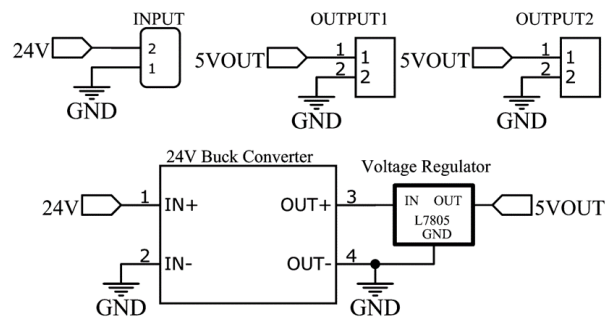 INPUT
24V
2
1
GND
OUTPUT1
5VOUT
1 1
2 2
GND
OUTPUT2
5VOUT
1 1
2 2
GND
24V Buck Converter
24V
1 IN+
OUT+ 3
2 IN-
OUT- 4
GND
Voltage Regulator
IN OUT
L7805
GND
5VOUT
GND